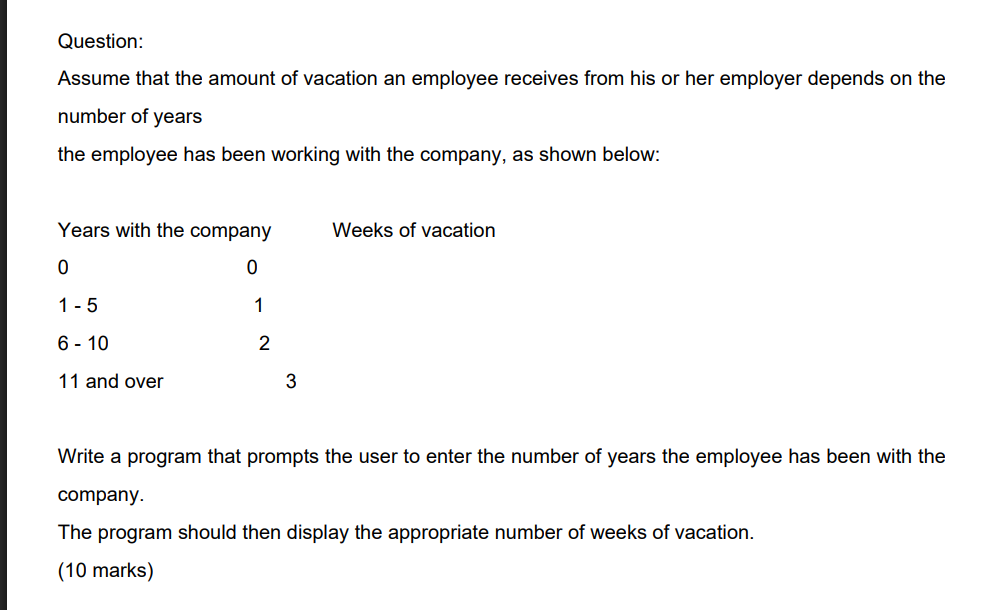 Question:
Assume that the amount of vacation an employee receives from his or her employer depends on the
number of years
the employee has been working with the company, as shown below:
Years with the company Weeks of vacation
0 0
1 - 5 1
6 - 10 2
11 and over 3
Write a program that prompts the user to enter the number of years the employee has been with the
company.
The program should then display the appropriate number of weeks of vacation.
(10 marks)